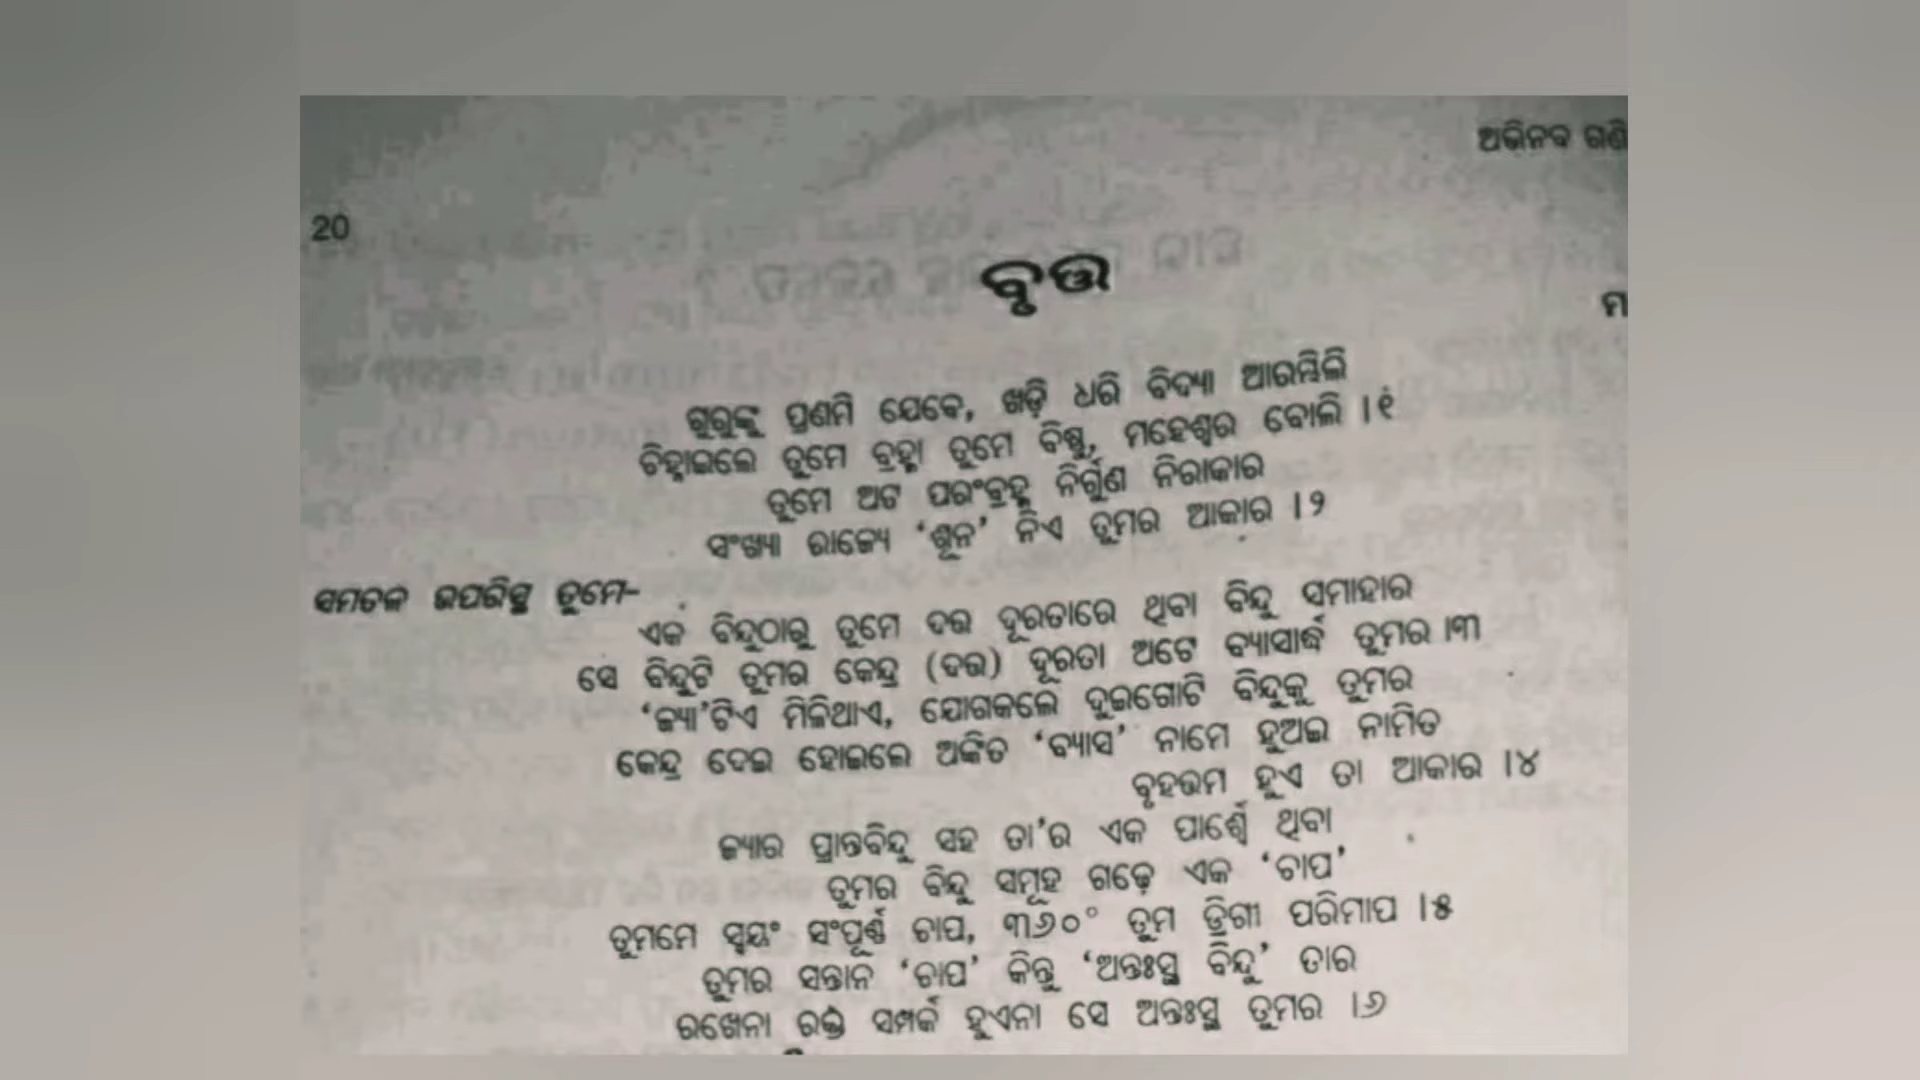 ଅଭିନବ
20
ବୃତ୍ତ
ଗୁରୁଙ୍କୁ ପ୍ରଣମି ଯେବେ, ଖଡ଼ି ଧରି ବିଦ୍ୟା ଆରମ୍ଭିଲି
ଚିହ୍ନାଇଲେ ତୁମେ ବ୍ରହ୍ମା ତୁମେ ବିଷ୍ଣୁ, ମହେଶ୍ୱର ବୋଲି ।୧
ତୁମେ ଅଟ ପରଂବ୍ରହ୍ମ ନିର୍ଗୁଣ ନିରାକାର
ସଂଖ୍ୟା ରାଜ୍ୟେ ‘ଶୂନ’ ନିଏ ତୁମର ଆକାର ।୨
ସମତଳ ଉପରିସ୍ଥ ତୁମେ-
ଏକ ବିନ୍ଦୁଠାରୁ ତୁମେ ଦତ୍ତ ଦୂରତାରେ ଥିବା ବିନ୍ଦୁ ସମାହାର
ସେ ବିନ୍ଦୁଟି ତୁମର କେନ୍ଦ୍ର (ଦତ୍ତ) ଦୂରତା ଅଟେ ବ୍ୟାସାର୍ଦ୍ଧ ତୁମର ।୩
‘ଜ୍ୟା’ଟିଏ ମିଳିଥାଏ, ଯୋଗକଲେ ଦୁଇଗୋଟି ବିନ୍ଦୁକୁ ତୁମର
କେନ୍ଦ୍ର ଦେଇ ହୋଇଲେ ଅଙ୍କିତ ‘ବ୍ୟାସ’ ନାମେ ହୁଅଇ ନାମିତ
ବୃହତ୍ତମ ହୁଏ ତା ଆକାର ।୪
ଜ୍ୟାର ପ୍ରାନ୍ତବିନ୍ଦୁ ସହ ତା’ର ଏକ ପାର୍ଶ୍ୱେ ଥିବା
ତୁମର ବିନ୍ଦୁ ସମୂହ ଗଢ଼େ ଏକ ‘ଚାପ’
ତୁମମେ ସ୍ୱୟଂ ସଂପୂର୍ଣ୍ଣ ଚାପ, ୩୬୦° ତୁମ ଡ୍ରିଗୀ ପରିମାପ ।୫
ତୁମର ସନ୍ତାନ ‘ଚାପ’ କିନ୍ତୁ ‘ଅନ୍ତଃସ୍ଥ ବିନ୍ଦୁ’ ତାର
ରଖେନା ରକ୍ତ ସମ୍ପର୍କ ହୁଏନା ସେ ଅନ୍ତଃସ୍ଥ ତୁମର ।୬